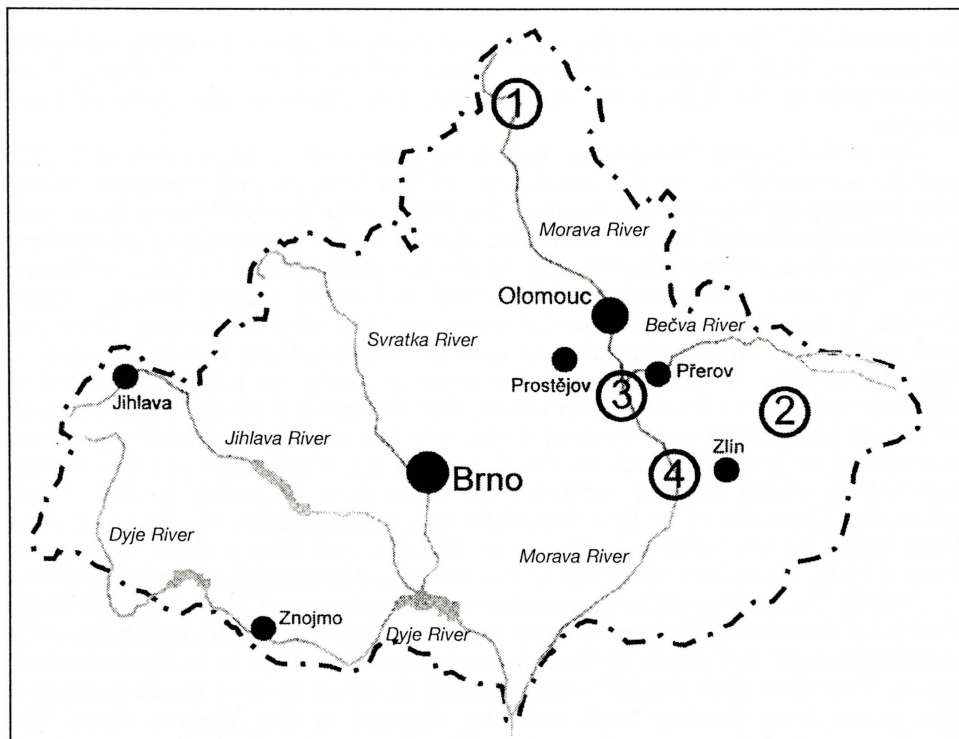 1
Morava River
Olomouc
Bečva River
Svratka River
Prostějov
Přerov
3
Jihlava
2
Jihlava River
Zlín
4
Brno
Dyje River
Morava River
Znojmo
Dyje River